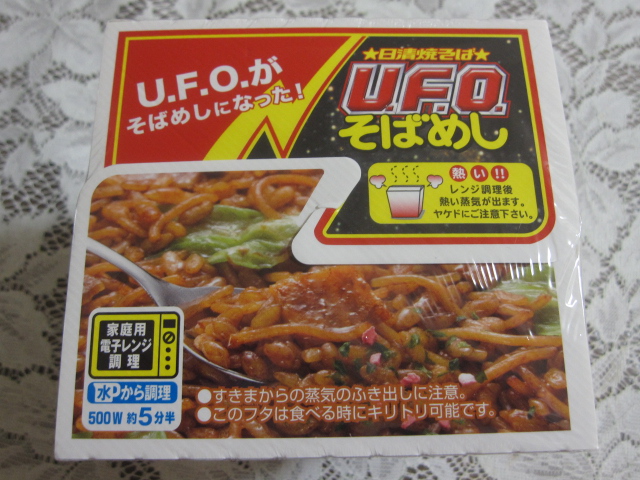 U.F.O.が
そばめしになった！
★日清焼そば★
U.F.O.
そばめし
熱い!!
レンジ調理後
熱い蒸気が出ます。
ヤケドにご注意下さい。
家庭用
電子レンジ
調理
水から調理
500W 約5分半
●すきまからの蒸気のふき出しに注意。
●このフタは食べる時にキリトリ可能です。